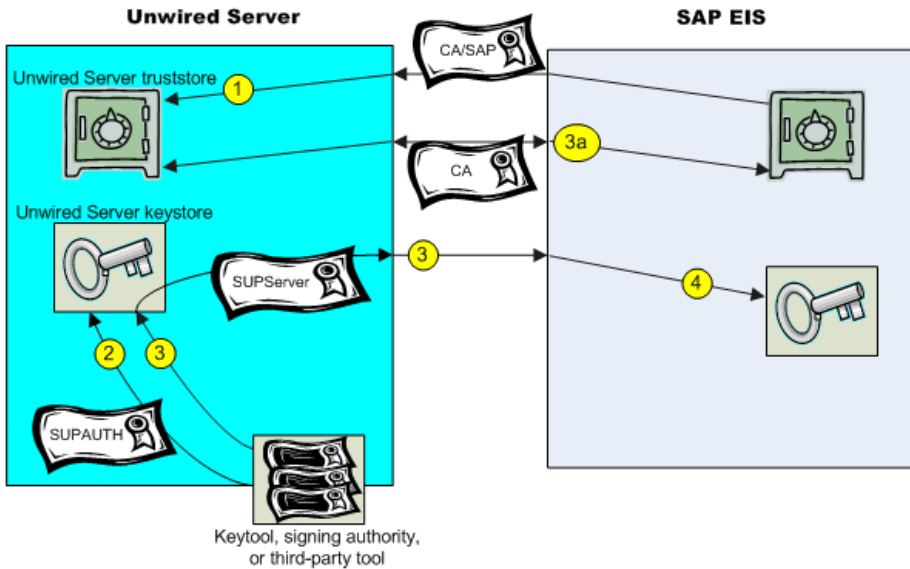 Unwired Server
SAP EIS
CA/SAP
Unwired Server truststore
1
3a
CA
Unwired Server keystore
SUPServer
3
4
2
3
SUPAUTH
Keytool, signing authority,
or third-party tool